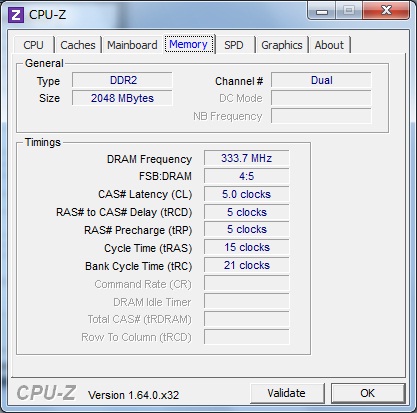 Z CPU-Z
CPU Caches Mainboard Memory SPD Graphics About
General
Type DDR2 Channel # Dual
Size 2048 MBytes DC Mode
NB Frequency
Timings
DRAM Frequency 333.7 MHz
FSB:DRAM 4:5
CAS# Latency (CL) 5.0 clocks
RAS# to CAS# Delay (tRCD) 5 clocks
RAS# Precharge (tRP) 5 clocks
Cycle Time (tRAS) 15 clocks
Bank Cycle Time (tRC) 21 clocks
Command Rate (CR)
DRAM Idle Timer
Total CAS# (tRDRAM)
Row To Column (tRCD)
CPU-Z Version 1.64.0.x32 Validate OK